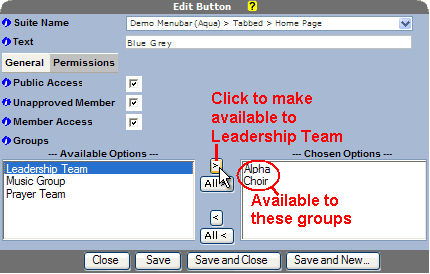 Edit Button ?
Suite Name Demo Menubar (Aqua) > Tabbed > Home Page
Text Blue Grey
General Permissions
Public Access
Unapproved Member
Member Access
Groups
Click to make
available to
Leadership Team
--- Available Options --- --- Chosen Options ---
Leadership Team
Music Group
Prayer Team
>
All >
<
All <
Alpha
Choir
Available to
these groups
Close Save Save and Close Save and New...